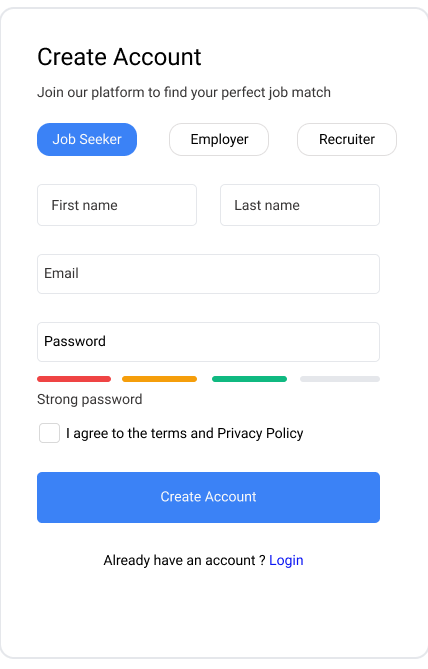 Create Account
Join our platform to find your perfect job match
Job Seeker Employer Recruiter
First name Last name
Email
Password
Strong password
I agree to the terms and Privacy Policy
Create Account
Already have an account ? Login